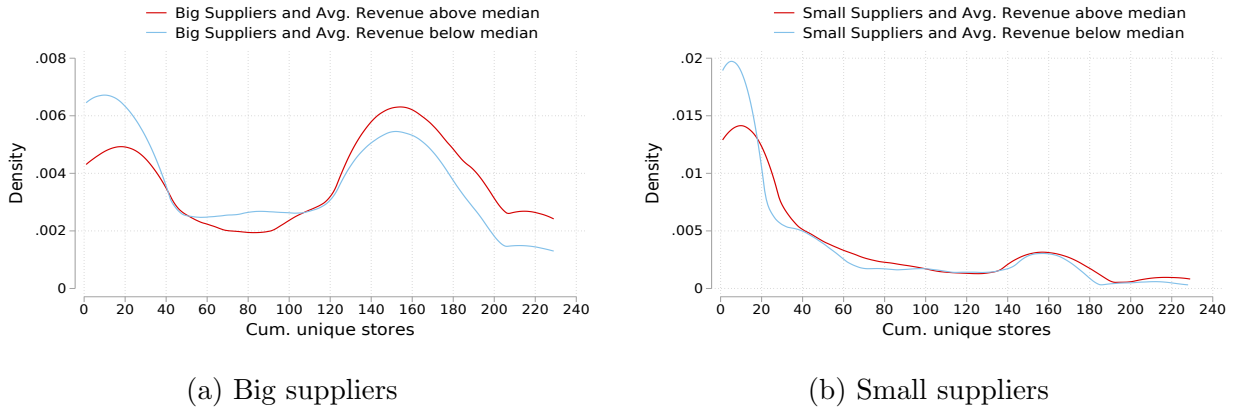 Big Suppliers and Avg. Revenue above median
Big Suppliers and Avg. Revenue below median
.008
.006
.004
.002
0
Density
0 20 40 60 80 100 120 140 160 180 200 220 240
Cum. unique stores
(a) Big suppliers
Small Suppliers and Avg. Revenue above median
Small Suppliers and Avg. Revenue below median
.02
.015
.01
.005
0
Density
0 20 40 60 80 100 120 140 160 180 200 220 240
Cum. unique stores
(b) Small suppliers